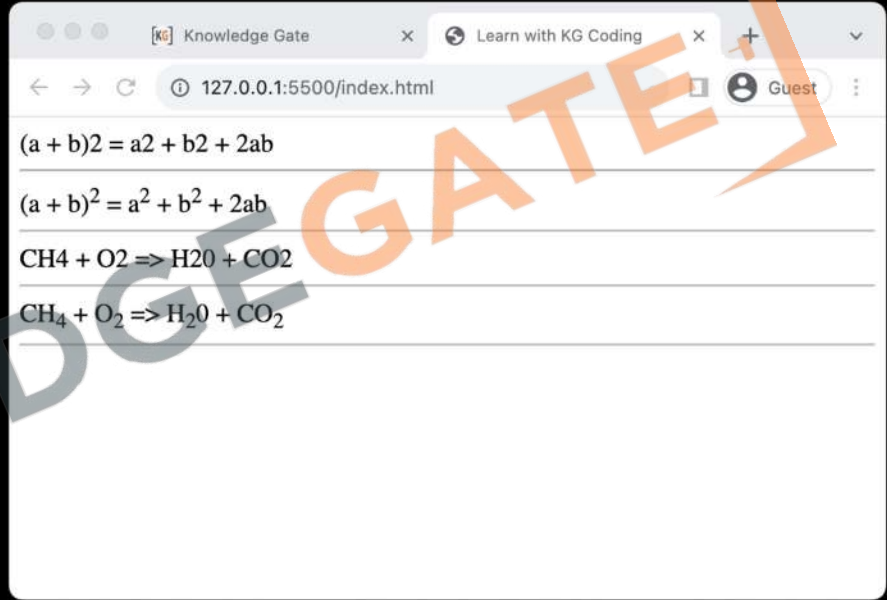 [KG] Knowledge Gate
Learn with KG Coding
127.0.0.1:5500/index.html
Guest
(a + b)2 = a2 + b2 + 2ab
(a + b)² = a² + b² + 2ab
CH4 + O2 => H20 + CO2
CH₄ + O₂ => H₂0 + CO₂
DGEGATE